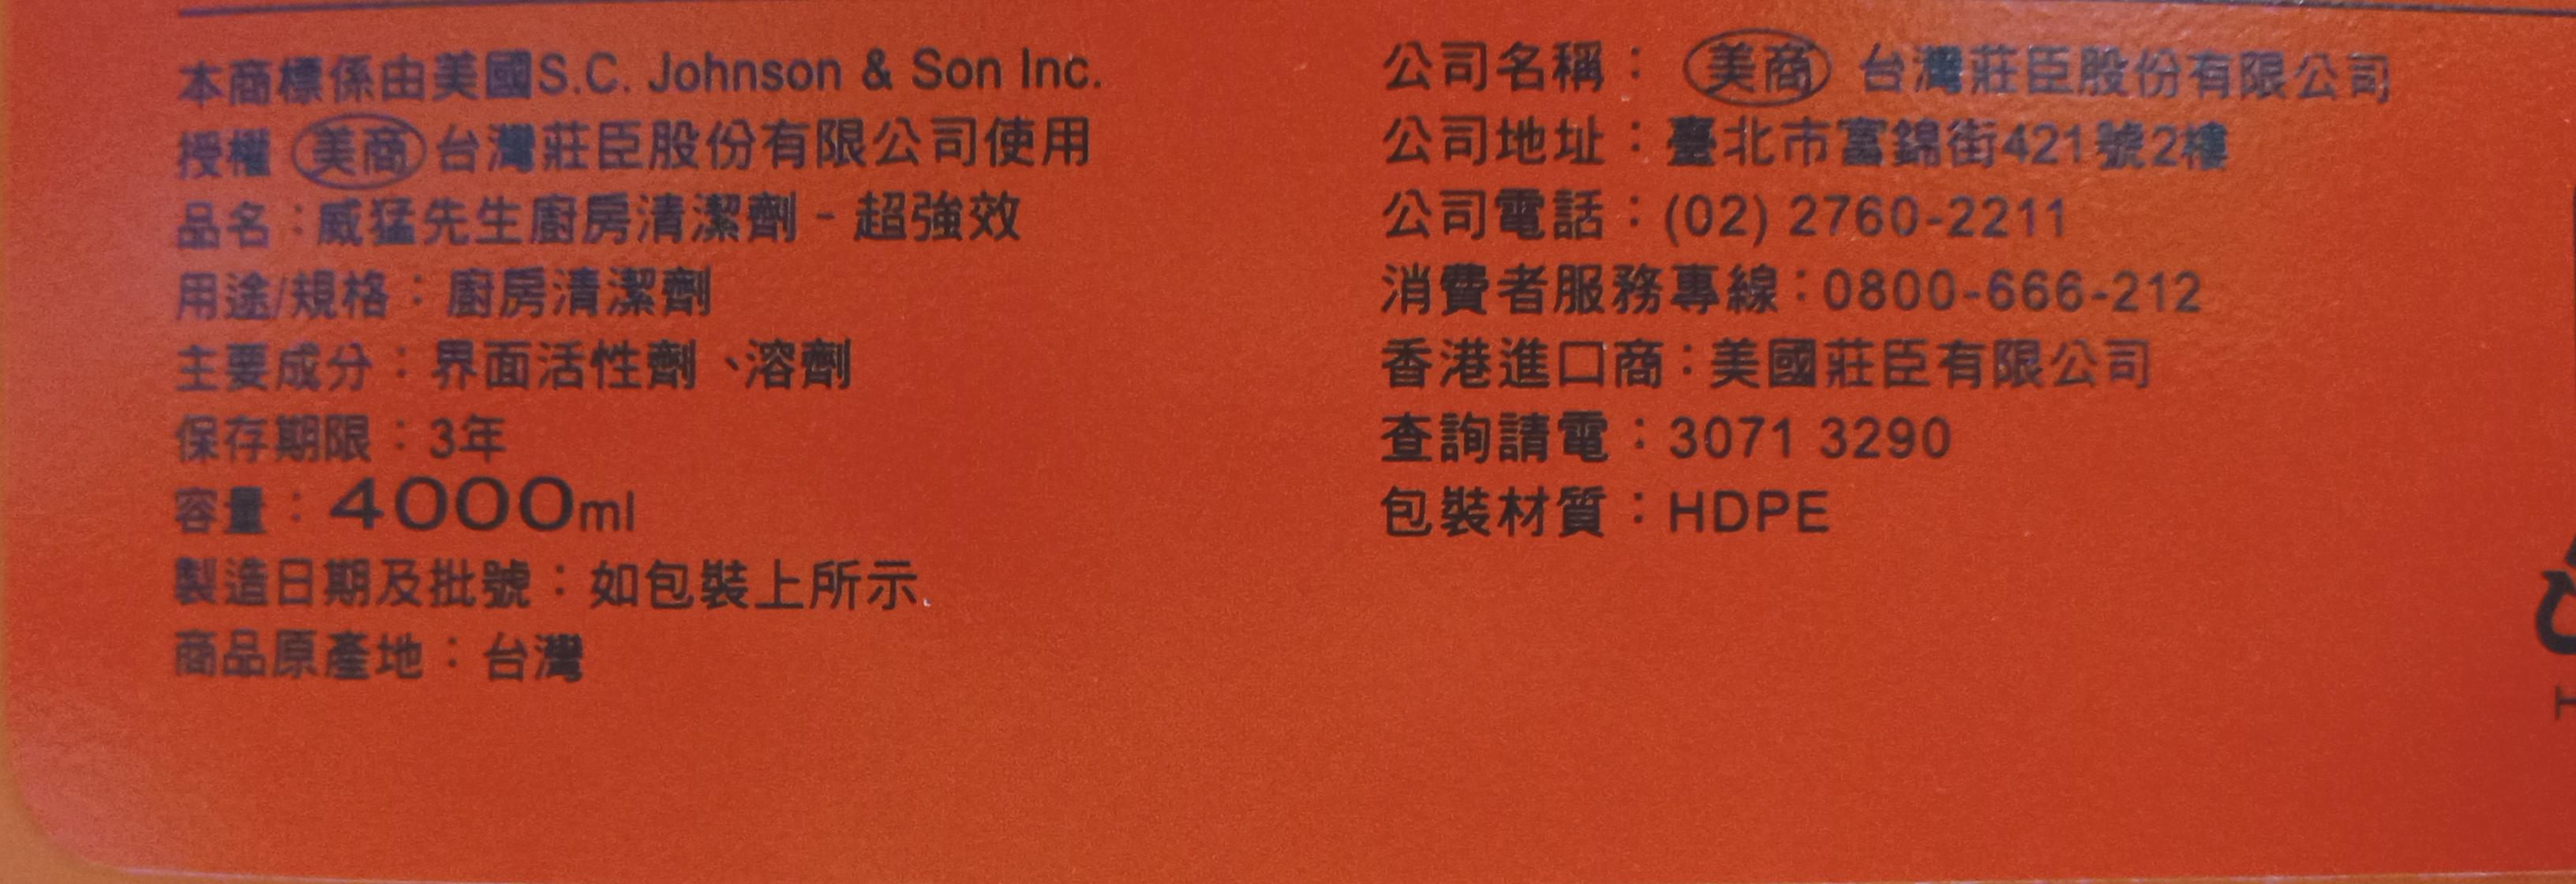 本商標係由美國S.C. Johnson & Son Inc.
授權 美商 台灣莊臣股份有限公司使用
品名：威猛先生廚房清潔劑 - 超強效
用途/規格：廚房清潔劑
主要成分：界面活性劑、溶劑
保存期限：3年
容量：4000ml
製造日期及批號：如包裝上所示
商品原產地：台灣
公司名稱：美商 台灣莊臣股份有限公司
公司地址：臺北市富錦街421號2樓
公司電話：(02) 2760-2211
消費者服務專線：0800-666-212
香港進口商：美國莊臣有限公司
查詢請電：3071 3290
包裝材質：HDPE